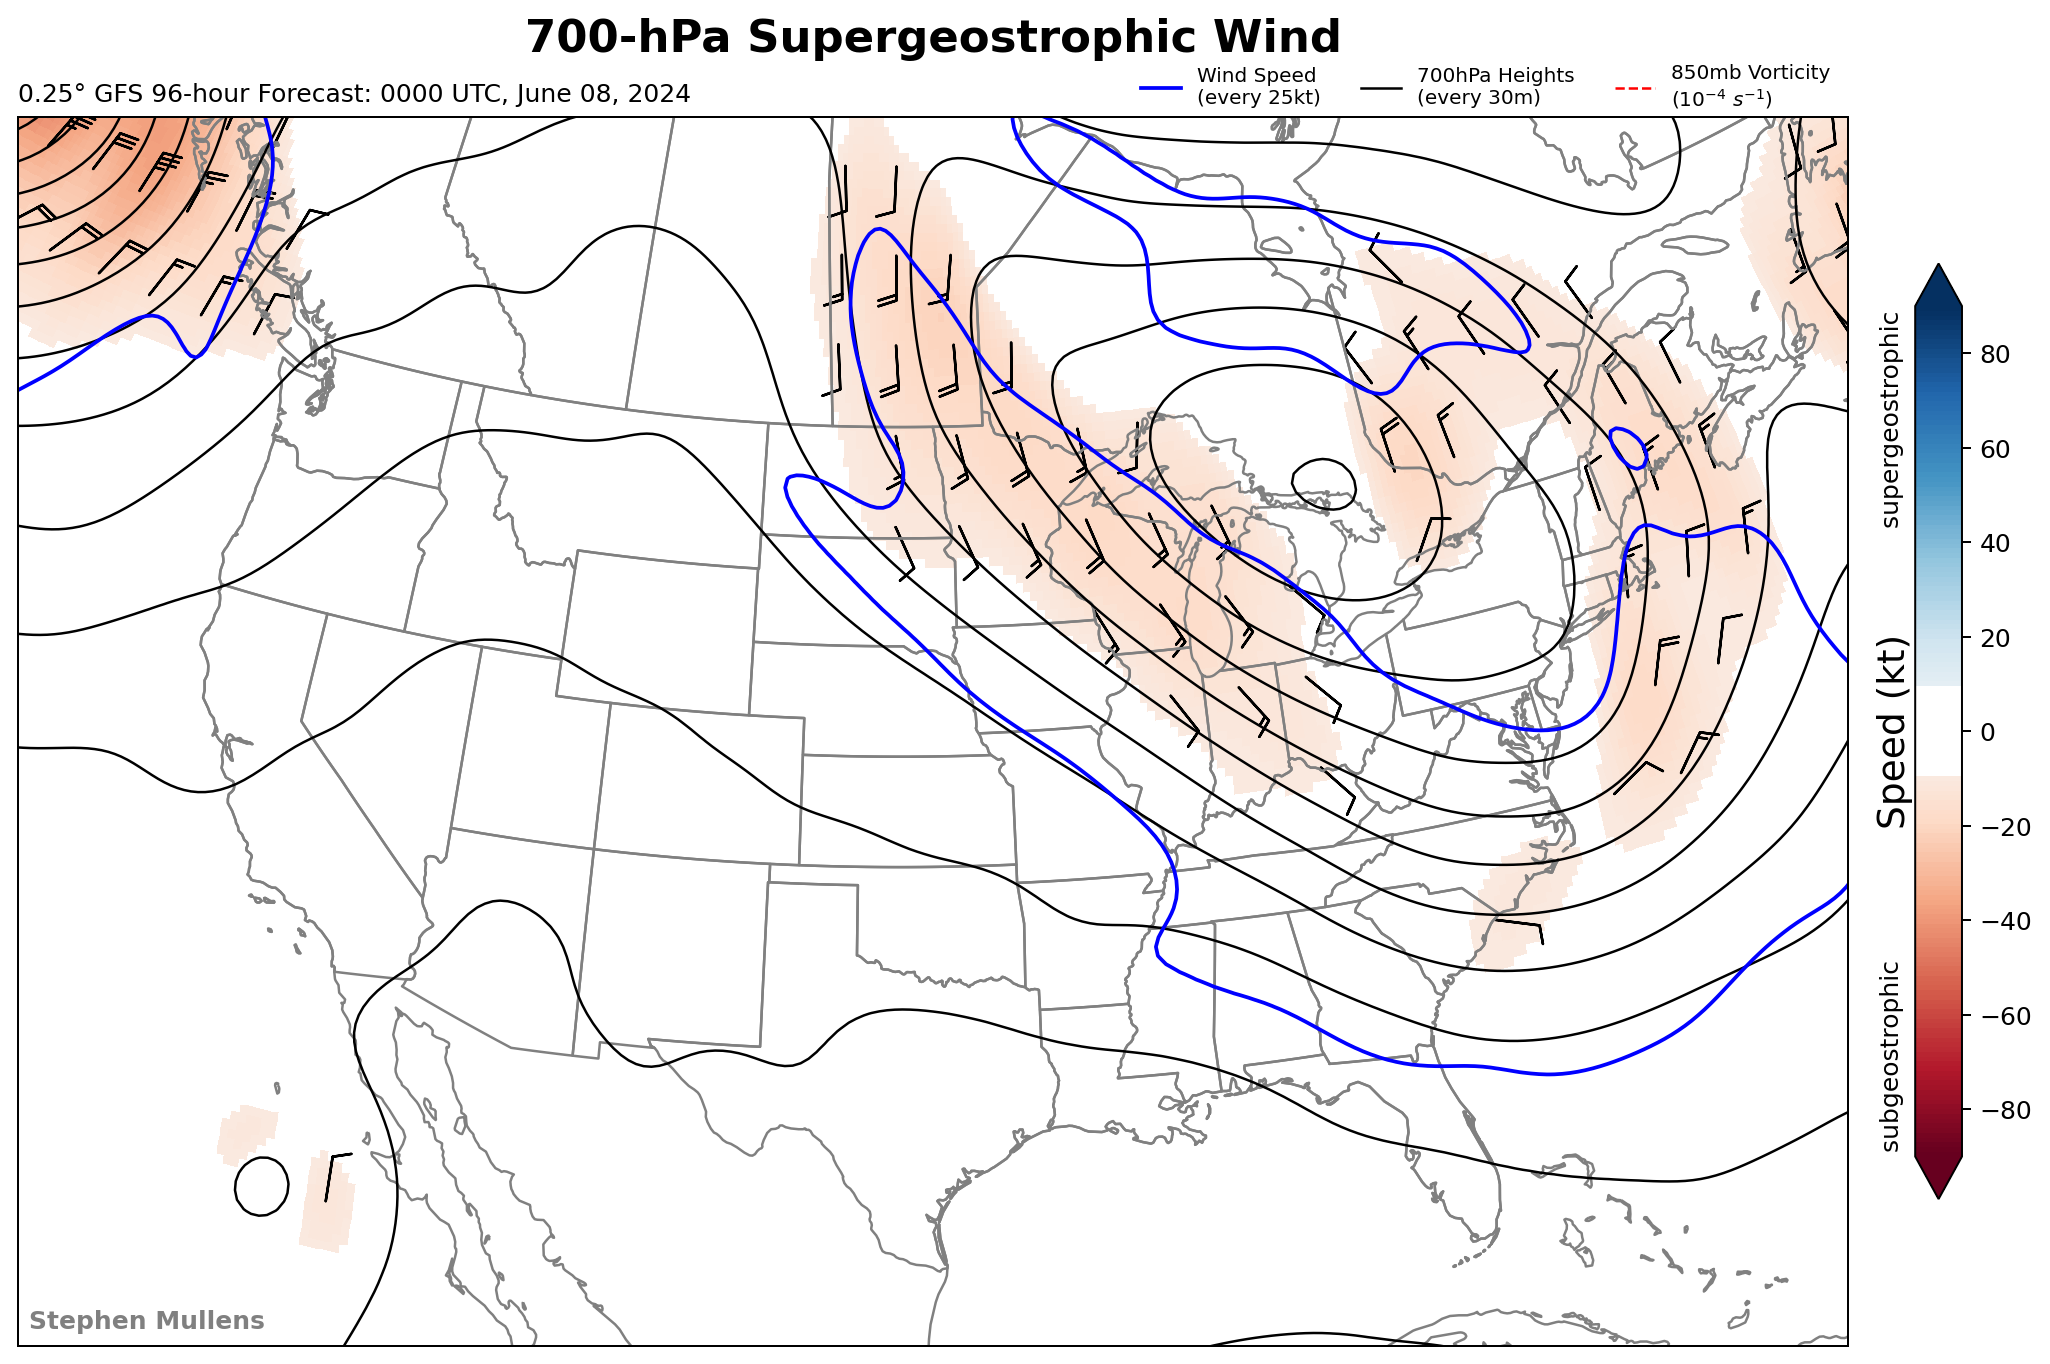 700-hPa Supergeostrophic Wind
0.25° GFS 96-hour Forecast: 0000 UTC, June 08, 2024
Wind Speed
(every 25kt)
700hPa Heights
(every 30m)
850mb Vorticity
(10⁻⁴ s⁻¹)
supergeostrophic
Speed (kt)
subgeostrophic
80
60
40
20
0
−20
−40
−60
−80
Stephen Mullens